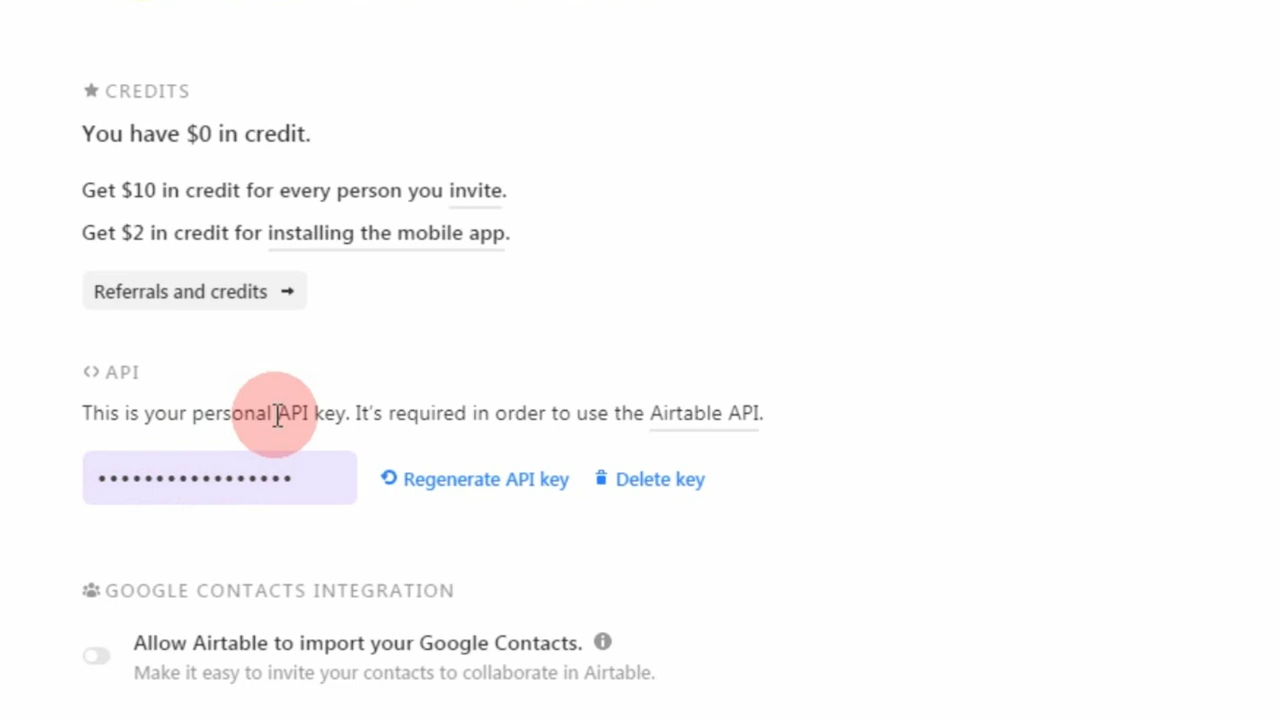 CREDITS
You have $0 in credit.
Get $10 in credit for every person you invite.
Get $2 in credit for installing the mobile app.
Referrals and credits →
<> API
This is your personal API key. It's required in order to use the Airtable API.
•••••••••••••••••
Regenerate API key
Delete key
GOOGLE CONTACTS INTEGRATION
Allow Airtable to import your Google Contacts.
Make it easy to invite your contacts to collaborate in Airtable.